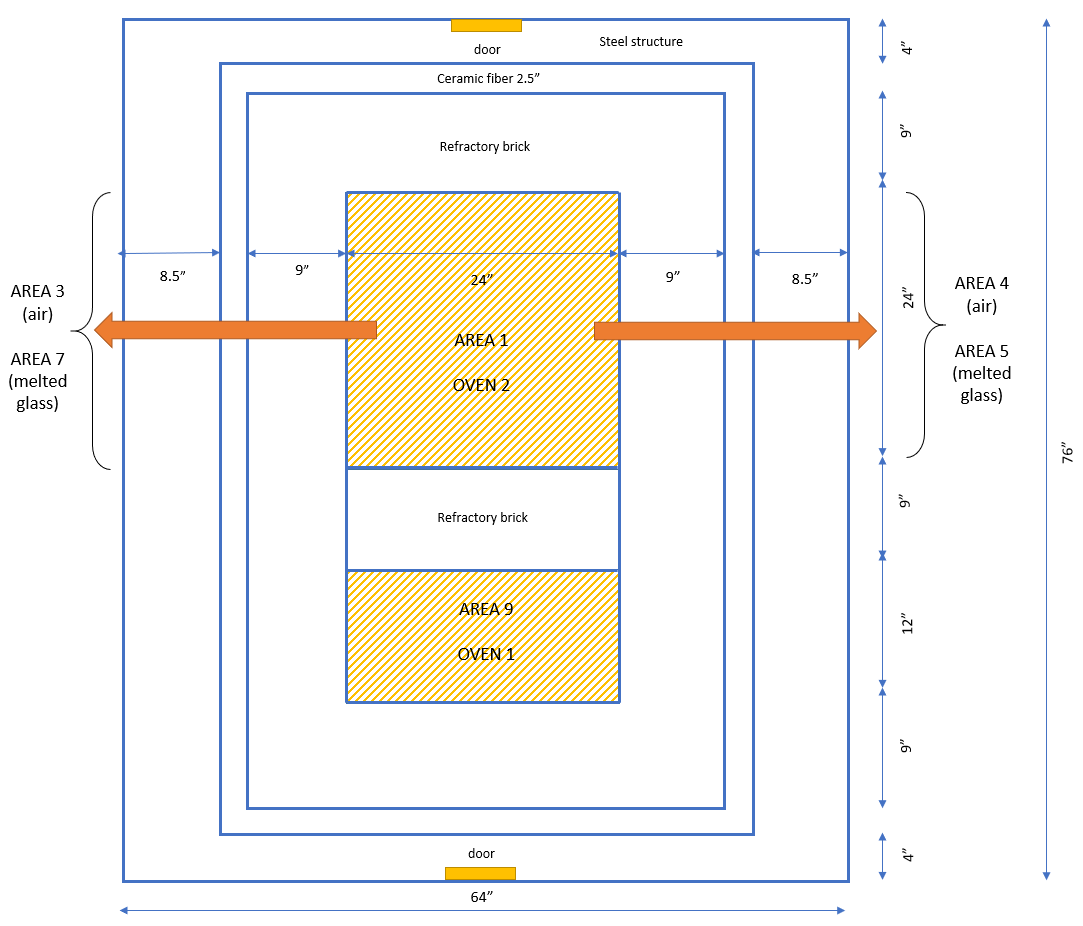 door
Steel structure
4”
Ceramic fiber 2.5”
9”
Refractory brick
8.5”
9”
24”
9”
8.5”
24”
AREA 3
(air)
AREA 7
(melted
glass)
AREA 1
OVEN 2
AREA 4
(air)
AREA 5
(melted
glass)
76”
9”
Refractory brick
AREA 9
OVEN 1
12”
9”
door
4”
64”